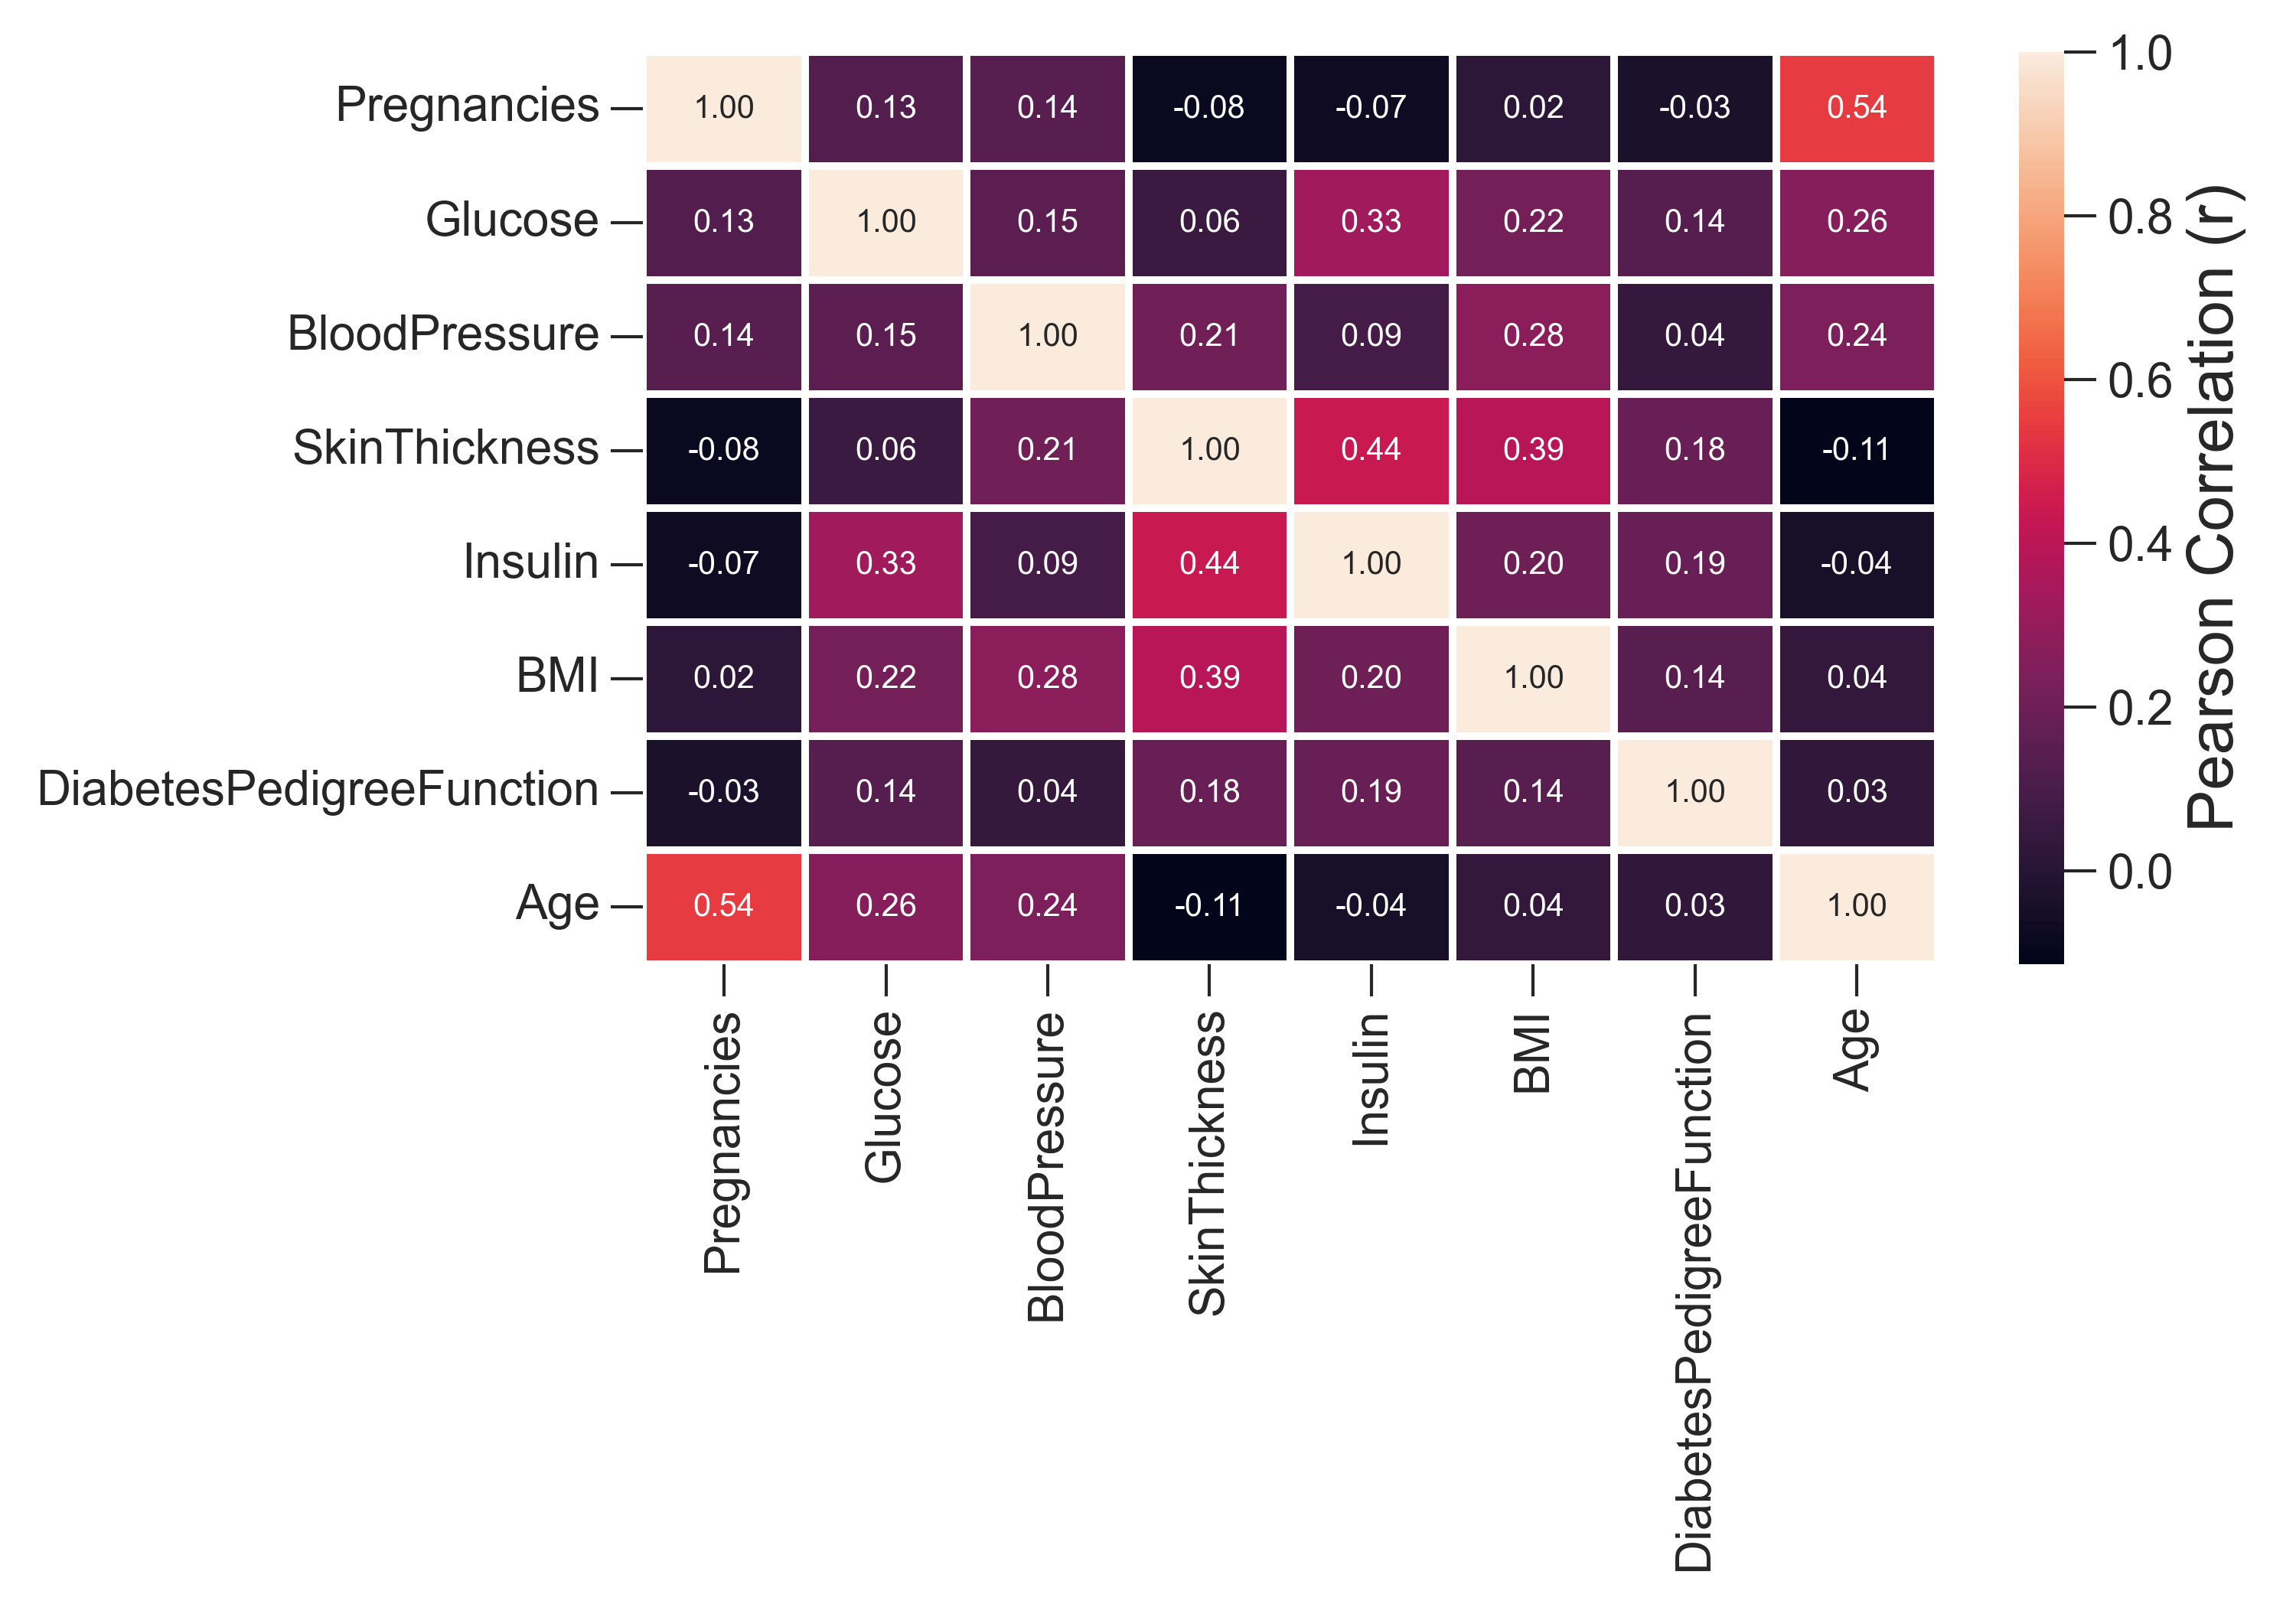 Pregnancies 1.00 0.13 0.14 -0.08 -0.07 0.02 -0.03 0.54
Glucose 0.13 1.00 0.15 0.06 0.33 0.22 0.14 0.26
BloodPressure 0.14 0.15 1.00 0.21 0.09 0.28 0.04 0.24
SkinThickness -0.08 0.06 0.21 1.00 0.44 0.39 0.18 -0.11
Insulin -0.07 0.33 0.09 0.44 1.00 0.20 0.19 -0.04
BMI 0.02 0.22 0.28 0.39 0.20 1.00 0.14 0.04
DiabetesPedigreeFunction -0.03 0.14 0.04 0.18 0.19 0.14 1.00 0.03
Age 0.54 0.26 0.24 -0.11 -0.04 0.04 0.03 1.00
Pregnancies
Glucose
BloodPressure
SkinThickness
Insulin
BMI
DiabetesPedigreeFunction
Age
1.0
0.8
0.6
0.4
0.2
0.0
Pearson Correlation (r)